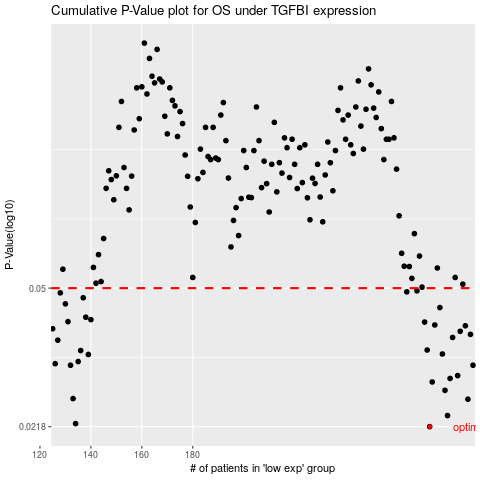 Cumulative P-Value plot for OS under TGFBI expression
P-Value(log10)
0.05
0.0218
optim
120 140 160 180
# of patients in 'low exp' group